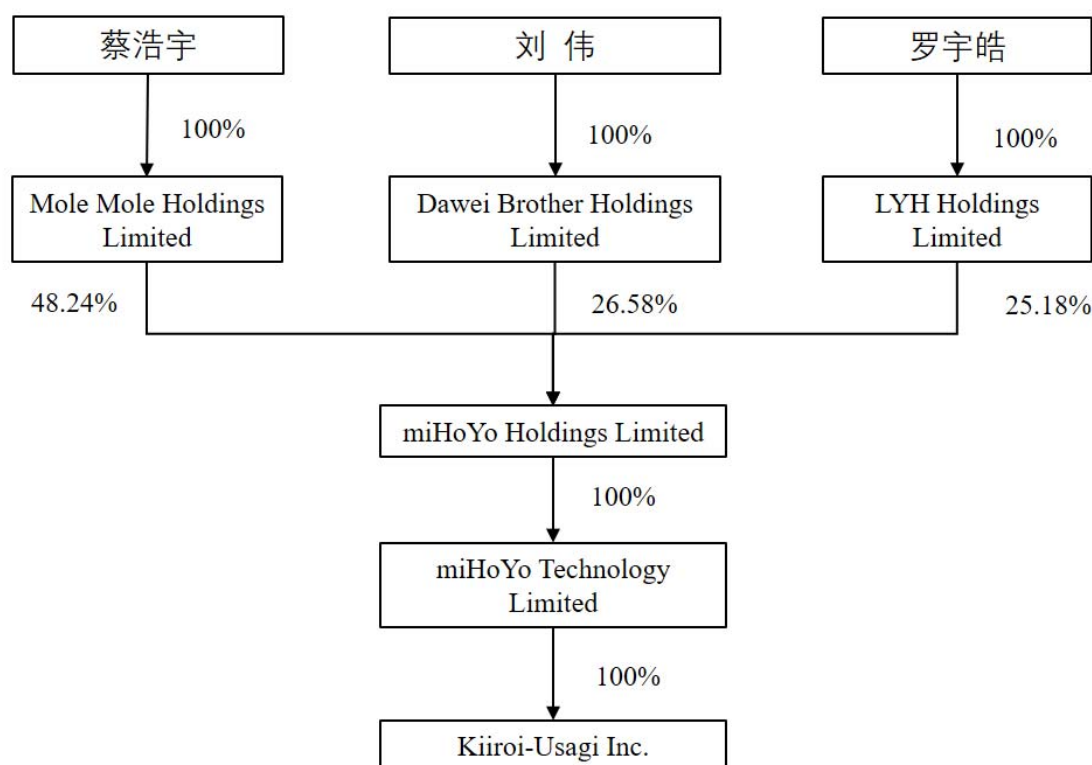 蔡浩宇
刘 伟
罗宇皓
100%
100%
100%
Mole Mole Holdings
Limited
Dawei Brother Holdings
Limited
LYH Holdings
Limited
48.24%
26.58%
25.18%
miHoYo Holdings Limited
100%
miHoYo Technology
Limited
100%
Kiiroi-Usagi Inc.